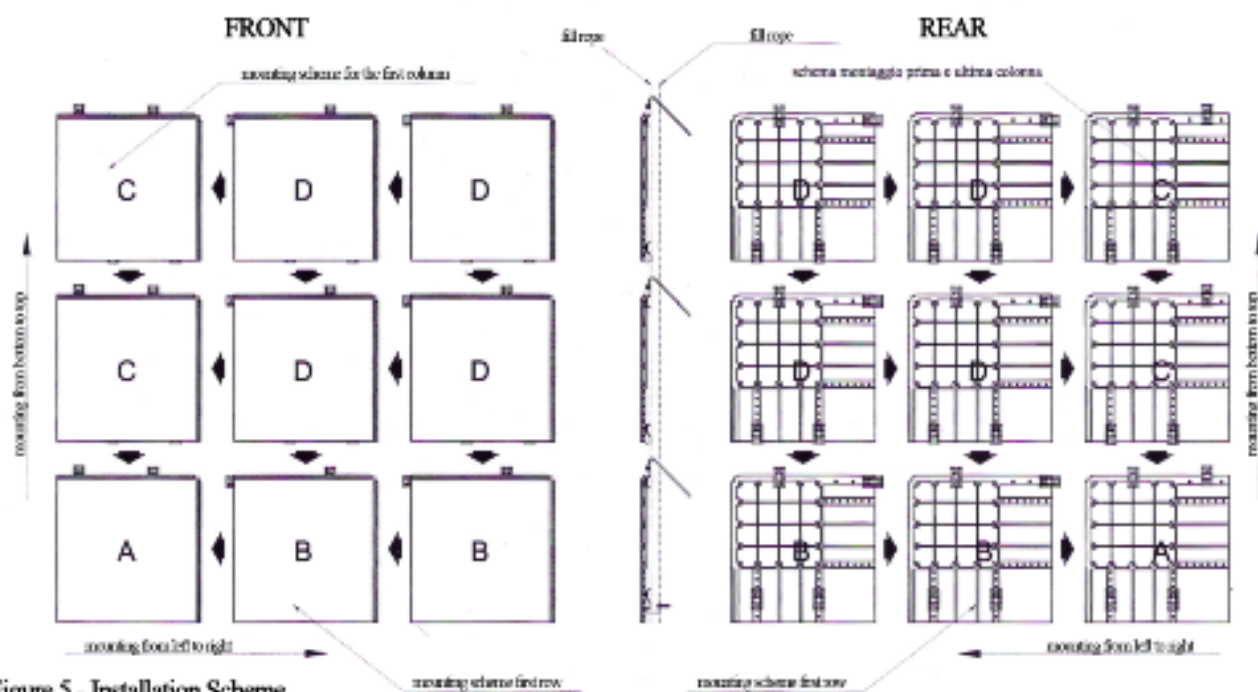 FRONT
fill rope
fill rope
REAR
mounting scheme for the first column
schema montaggio prima e ultima colonna
C D D
D D C
mounting from bottom to top
mounting from bottom to top
C D D
D D C
A B B
B B A
mounting from left to right
mounting from left to right
Figure 5 - Installation Scheme
mounting scheme first row
mounting scheme first row